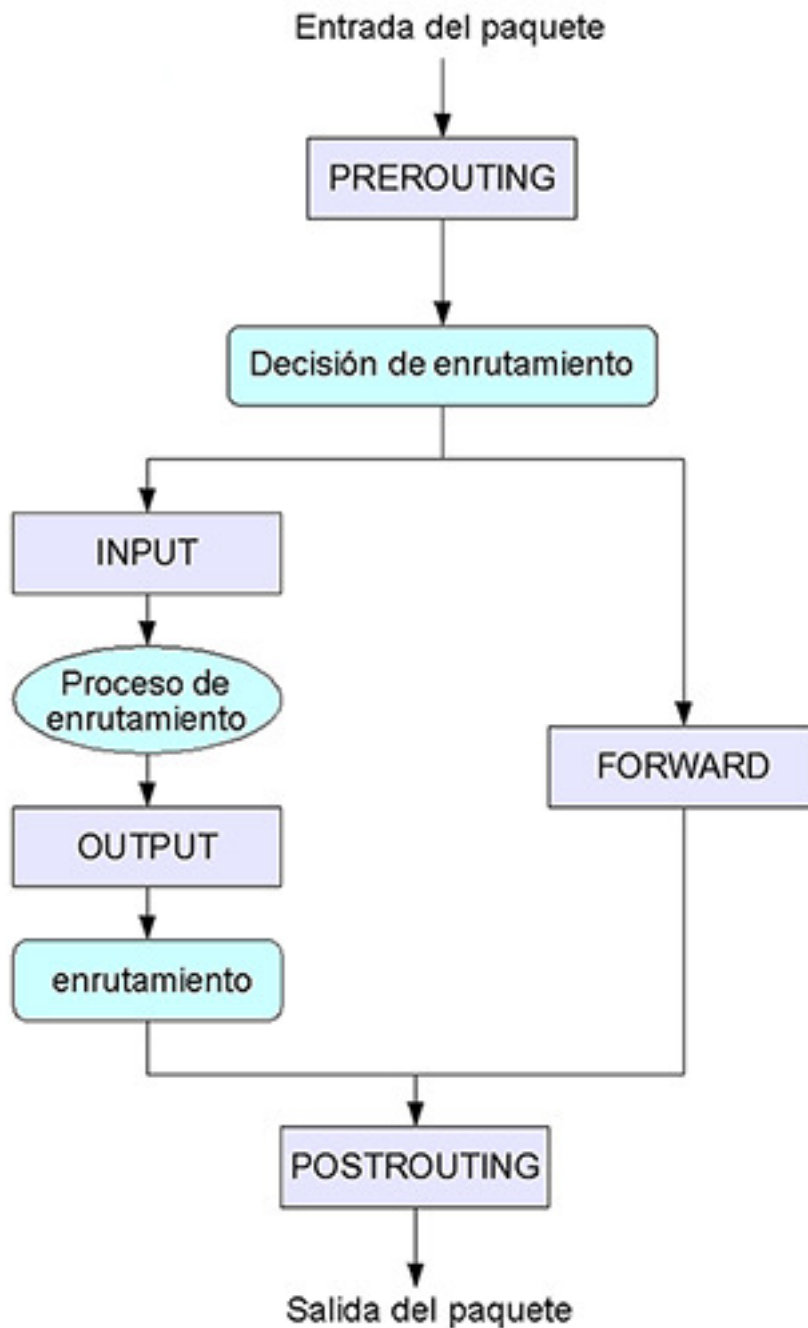 Entrada del paquete
PREROUTING
Decisión de enrutamiento
INPUT
Proceso de
enrutamiento
OUTPUT
enrutamiento
FORWARD
POSTROUTING
Salida del paquete